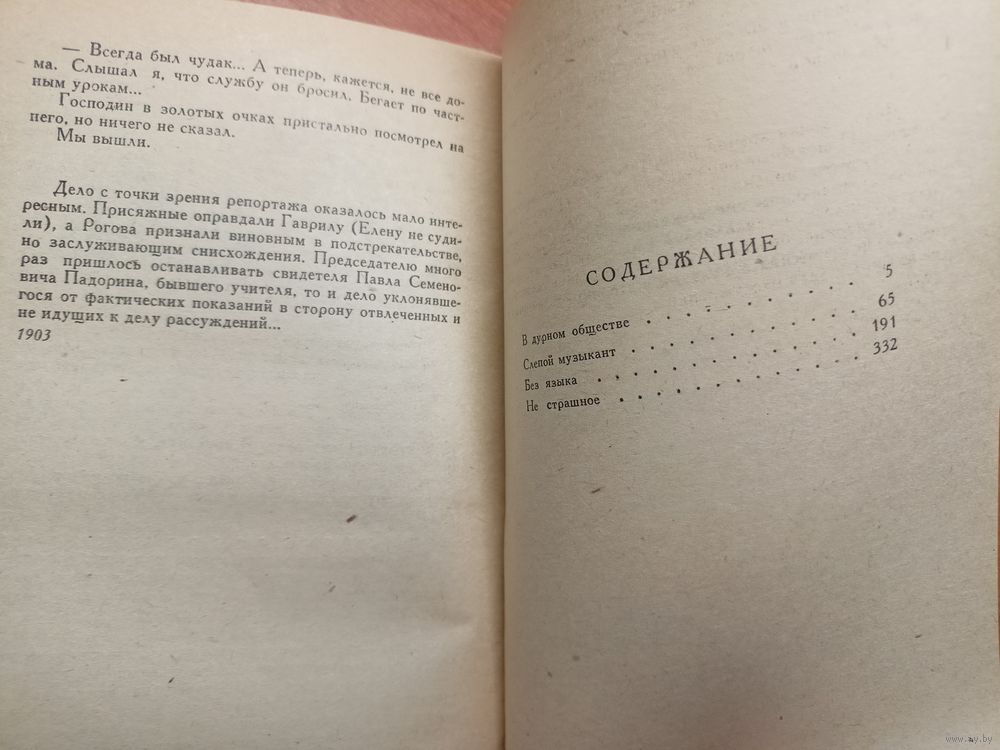 — Всегда был чудак... А теперь, кажется, не все до-
ма. Слышал я, что службу он бросил. Бегает по част-
ным урокам...
Господин в золотых очках пристально посмотрел на
него, но ничего не сказал.
Мы вышли.
Дело с точки зрения репортажа оказалось мало инте-
ресным. Присяжные оправдали Гаврилу (Елену не суди-
ли), а Рогова признали виновным в подстрекательстве,
но заслуживающим снисхождения. Председателю много
раз пришлось останавливать свидетеля Павла Семено-
вича Падорина, бывшего учителя, то и дело уклонявше-
гося от фактических показаний в сторону отвлеченных и
не идущих к делу рассуждений...
1903
СОДЕРЖАНИЕ
В дурном обществе . . . . . . . . . 5
Слепой музыкант . . . . . . . . . . 65
Без языка . . . . . . . . . . . . 191
Не страшное . . . . . . . . . . . 332
www.ay.by